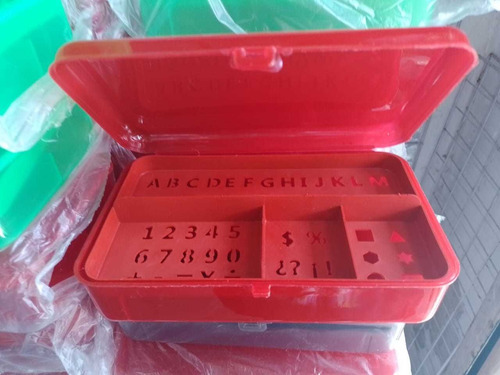 A B C D E F G H I J K L M
1 2 3 4 5 $ %
6 7 8 9 0 ¿? ¡!
+ - = × ÷